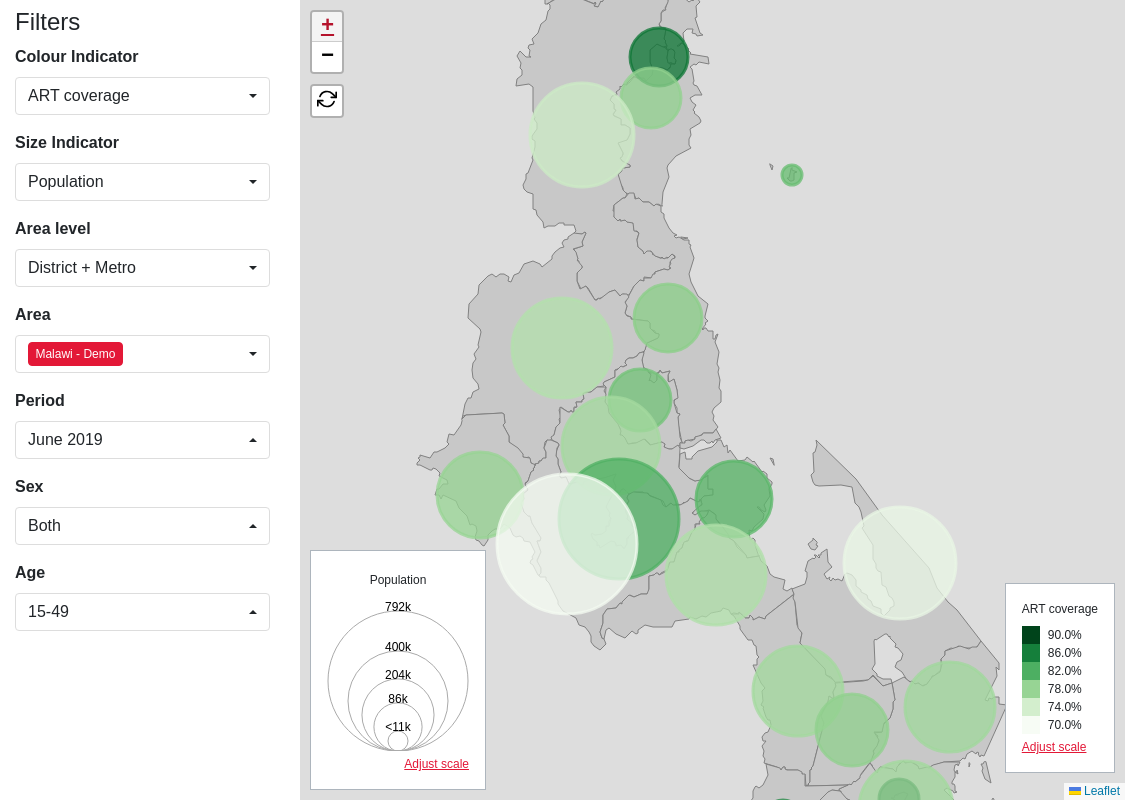 Filters
Colour Indicator
ART coverage
Size Indicator
Population
Area level
District + Metro
Area
Malawi - Demo
Period
June 2019
Sex
Both
Age
15-49
+
−
Population
792k
400k
204k
86k
<11k
Adjust scale
ART coverage
90.0%
86.0%
82.0%
78.0%
74.0%
70.0%
Adjust scale
Leaflet